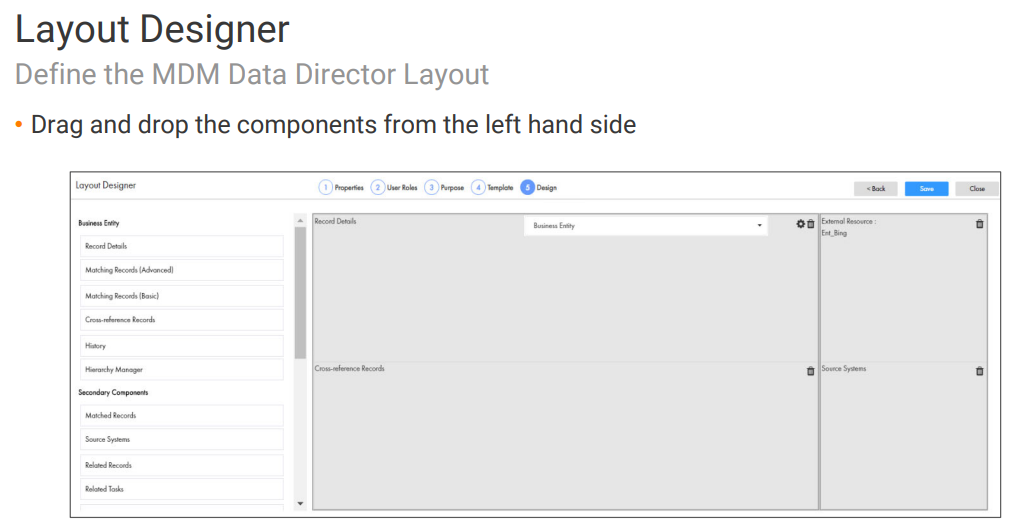 Layout Designer
Define the MDM Data Director Layout
• Drag and drop the components from the left hand side
Layout Designer
1 Properties 2 User Roles 3 Purpose 4 Template 5 Design
< Back Save Close
Business Entity
Record Details
Matching Records (Advanced)
Matching Records (Basic)
Cross-reference Records
History
Hierarchy Manager
Secondary Components
Matched Records
Source Systems
Related Records
Related Tasks
Record Details
Business Entity
External Resource :
Ent_Bing
Cross-reference Records
Source Systems